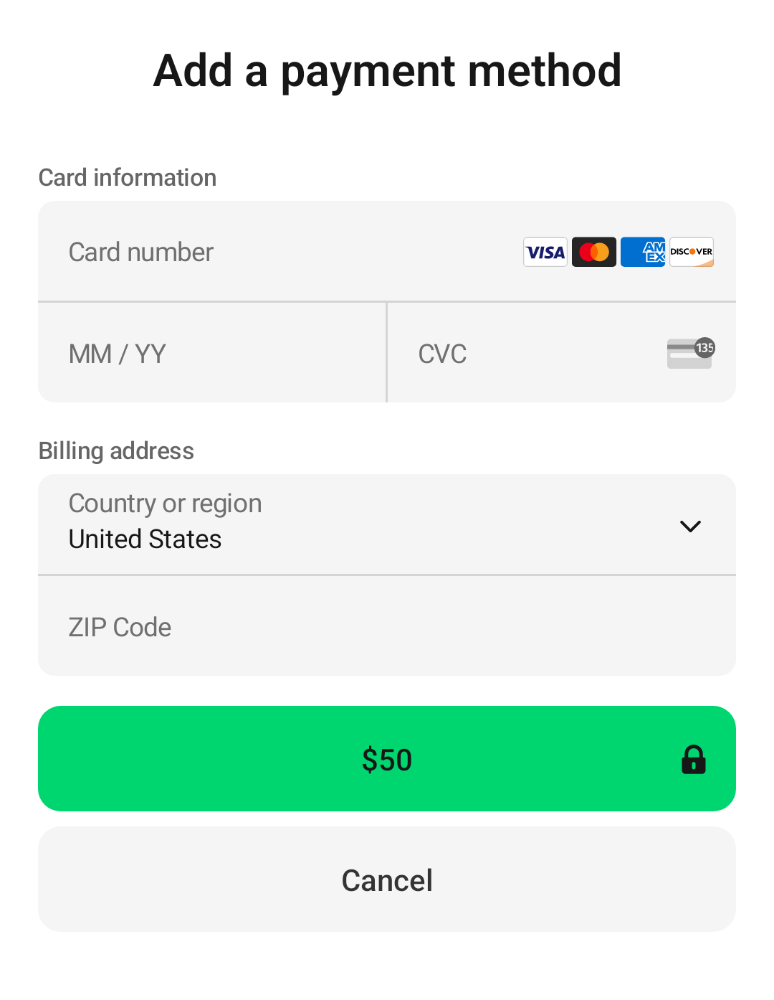 Add a payment method
Card information
Card number VISA AM EX DISCOVER
MM / YY CVC 135
Billing address
Country or region
United States
ZIP Code
$50
Cancel